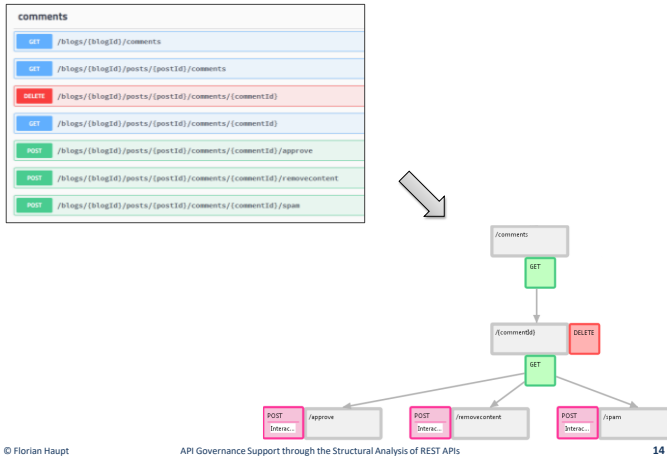 comments
GET /blogs/{blogId}/comments
GET /blogs/{blogId}/posts/{postId}/comments
DELETE /blogs/{blogId}/posts/{postId}/comments/{commentId}
GET /blogs/{blogId}/posts/{postId}/comments/{commentId}
POST /blogs/{blogId}/posts/{postId}/comments/{commentId}/approve
POST /blogs/{blogId}/posts/{postId}/comments/{commentId}/removecontent
POST /blogs/{blogId}/posts/{postId}/comments/{commentId}/spam
/comments
GET
/{commentId} DELETE
GET
POST /approve POST /removecontent POST /spam
Interac... Interac... Interac...
© Florian Haupt API Governance Support through the Structural Analysis of REST APIs 14